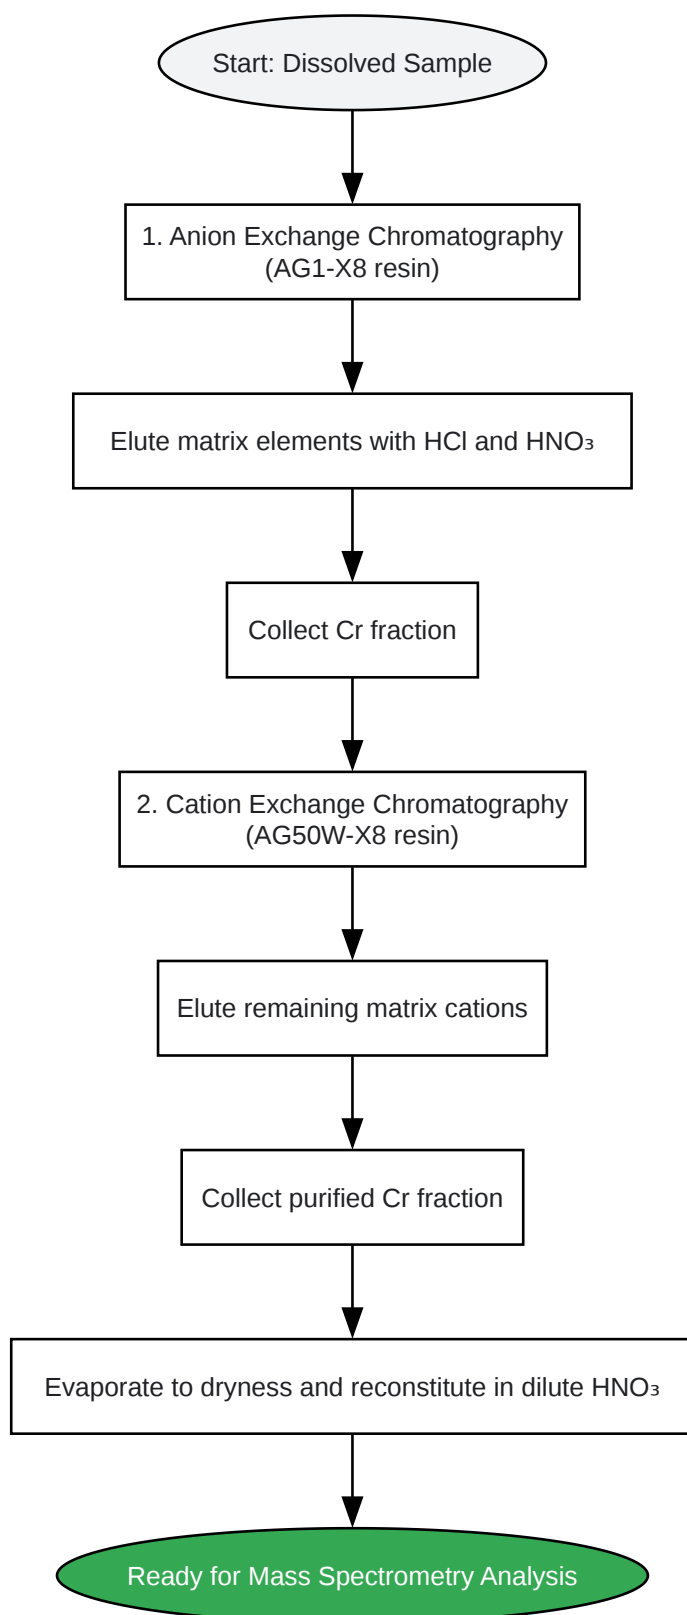 Start: Dissolved Sample
1. Anion Exchange Chromatography
(AG1-X8 resin)
Elute matrix elements with HCl and HNO₃
Collect Cr fraction
2. Cation Exchange Chromatography
(AG50W-X8 resin)
Elute remaining matrix cations
Collect purified Cr fraction
Evaporate to dryness and reconstitute in dilute HNO₃
Ready for Mass Spectrometry Analysis